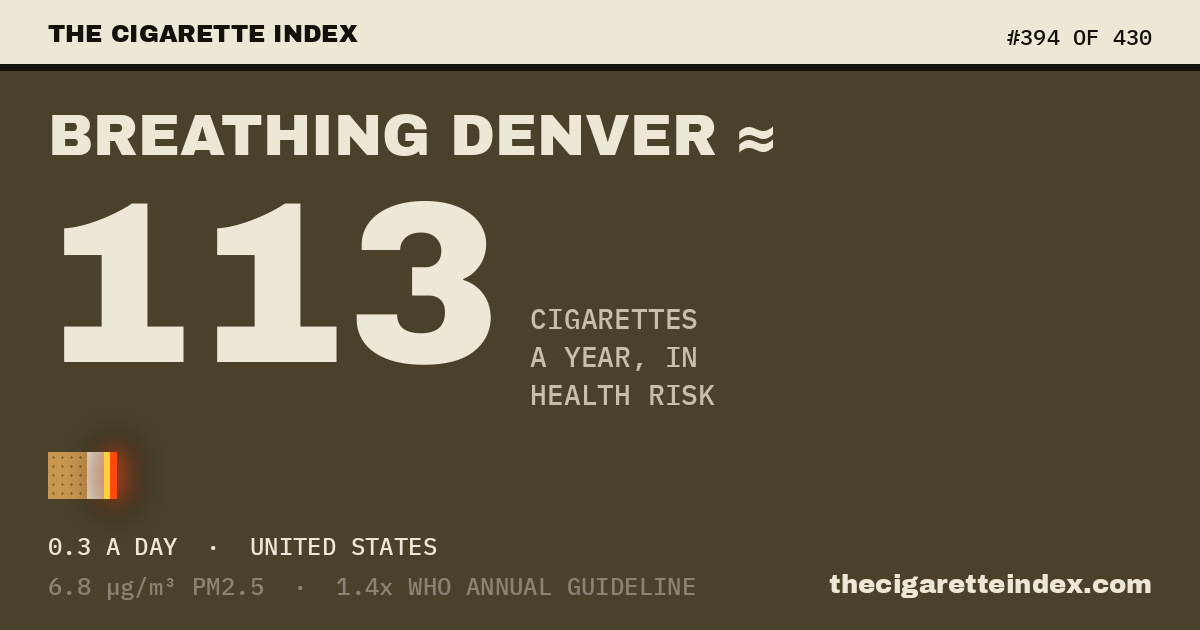 THE CIGARETTE INDEX
#394 OF 430
BREATHING DENVER ≈
113
CIGARETTES
A YEAR, IN
HEALTH RISK
0.3 A DAY · UNITED STATES
6.8 µg/m³ PM2.5 · 1.4x WHO ANNUAL GUIDELINE
thecigaretteindex.com